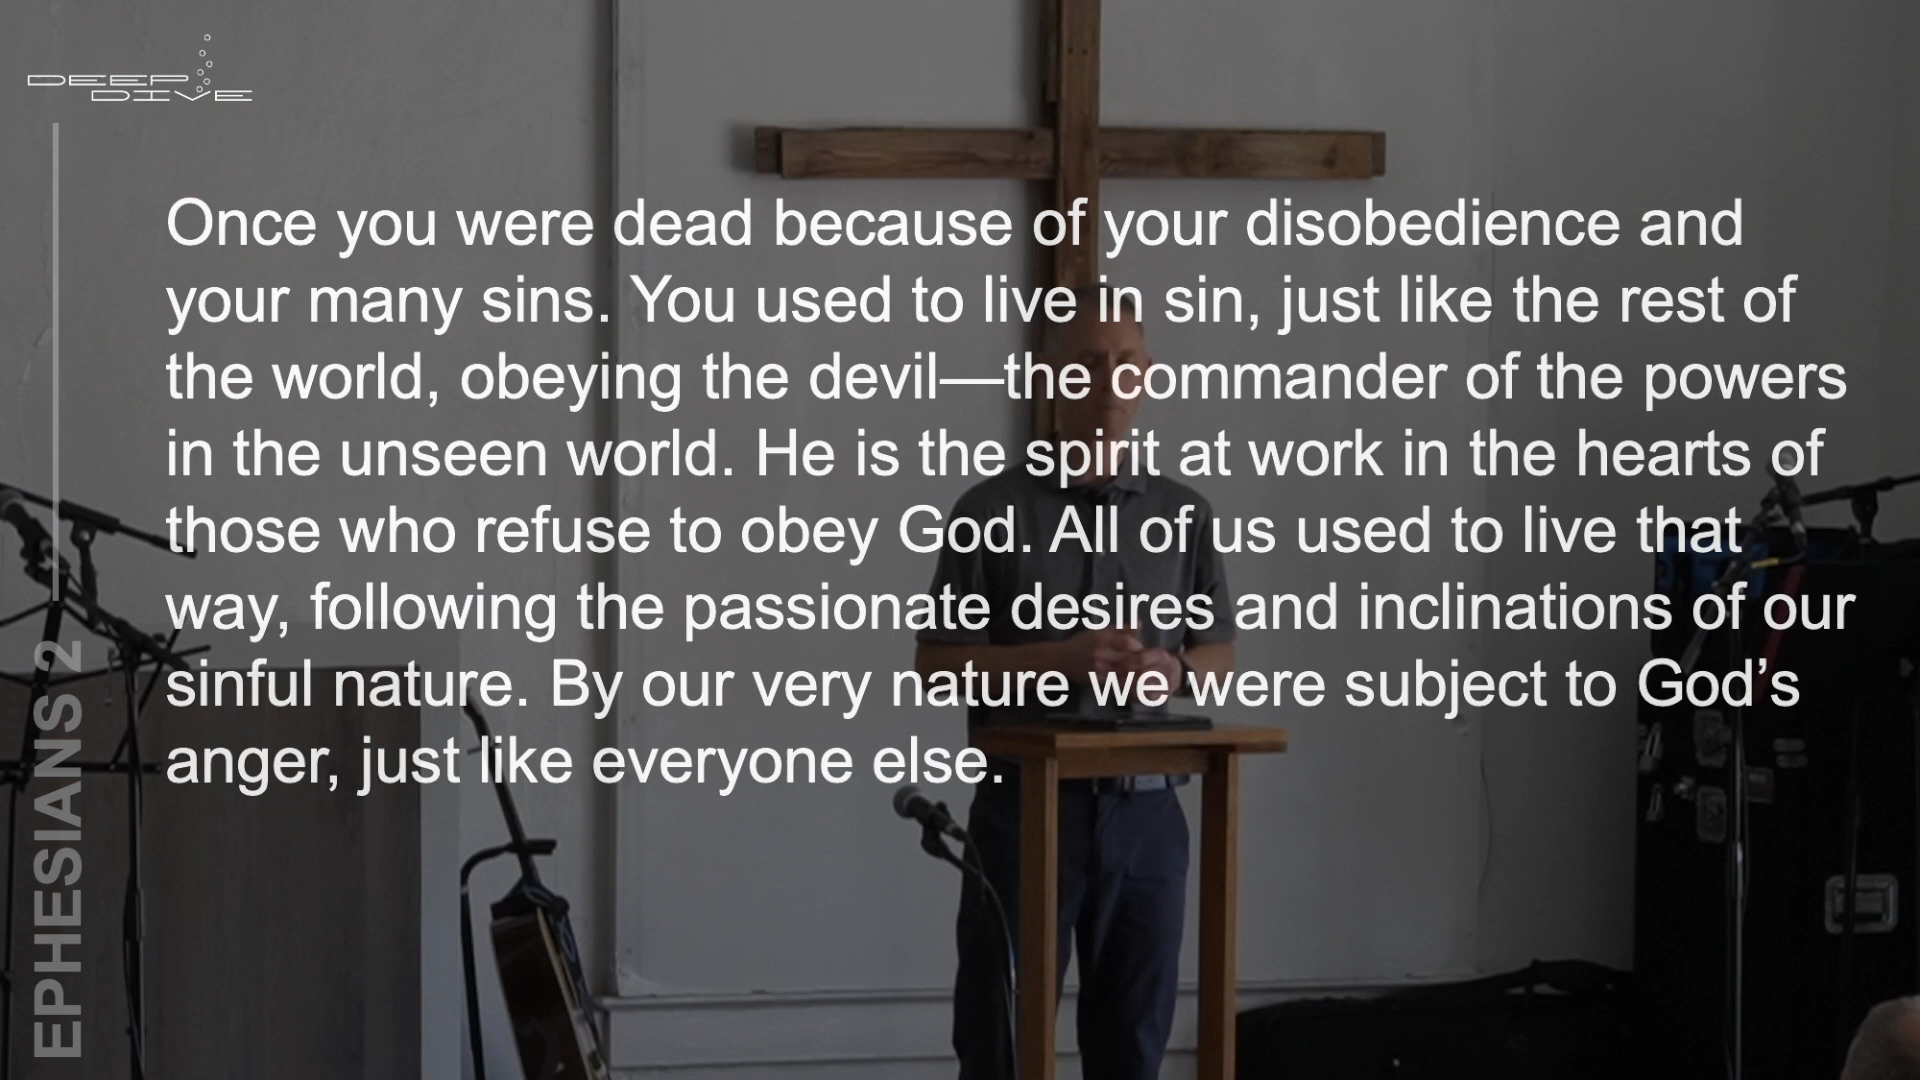 DEEP
DIVE
Once you were dead because of your disobedience and
your many sins. You used to live in sin, just like the rest of
the world, obeying the devil—the commander of the powers
in the unseen world. He is the spirit at work in the hearts of
those who refuse to obey God. All of us used to live that
way, following the passionate desires and inclinations of our
sinful nature. By our very nature we were subject to God’s
anger, just like everyone else.
EPHESIANS 2